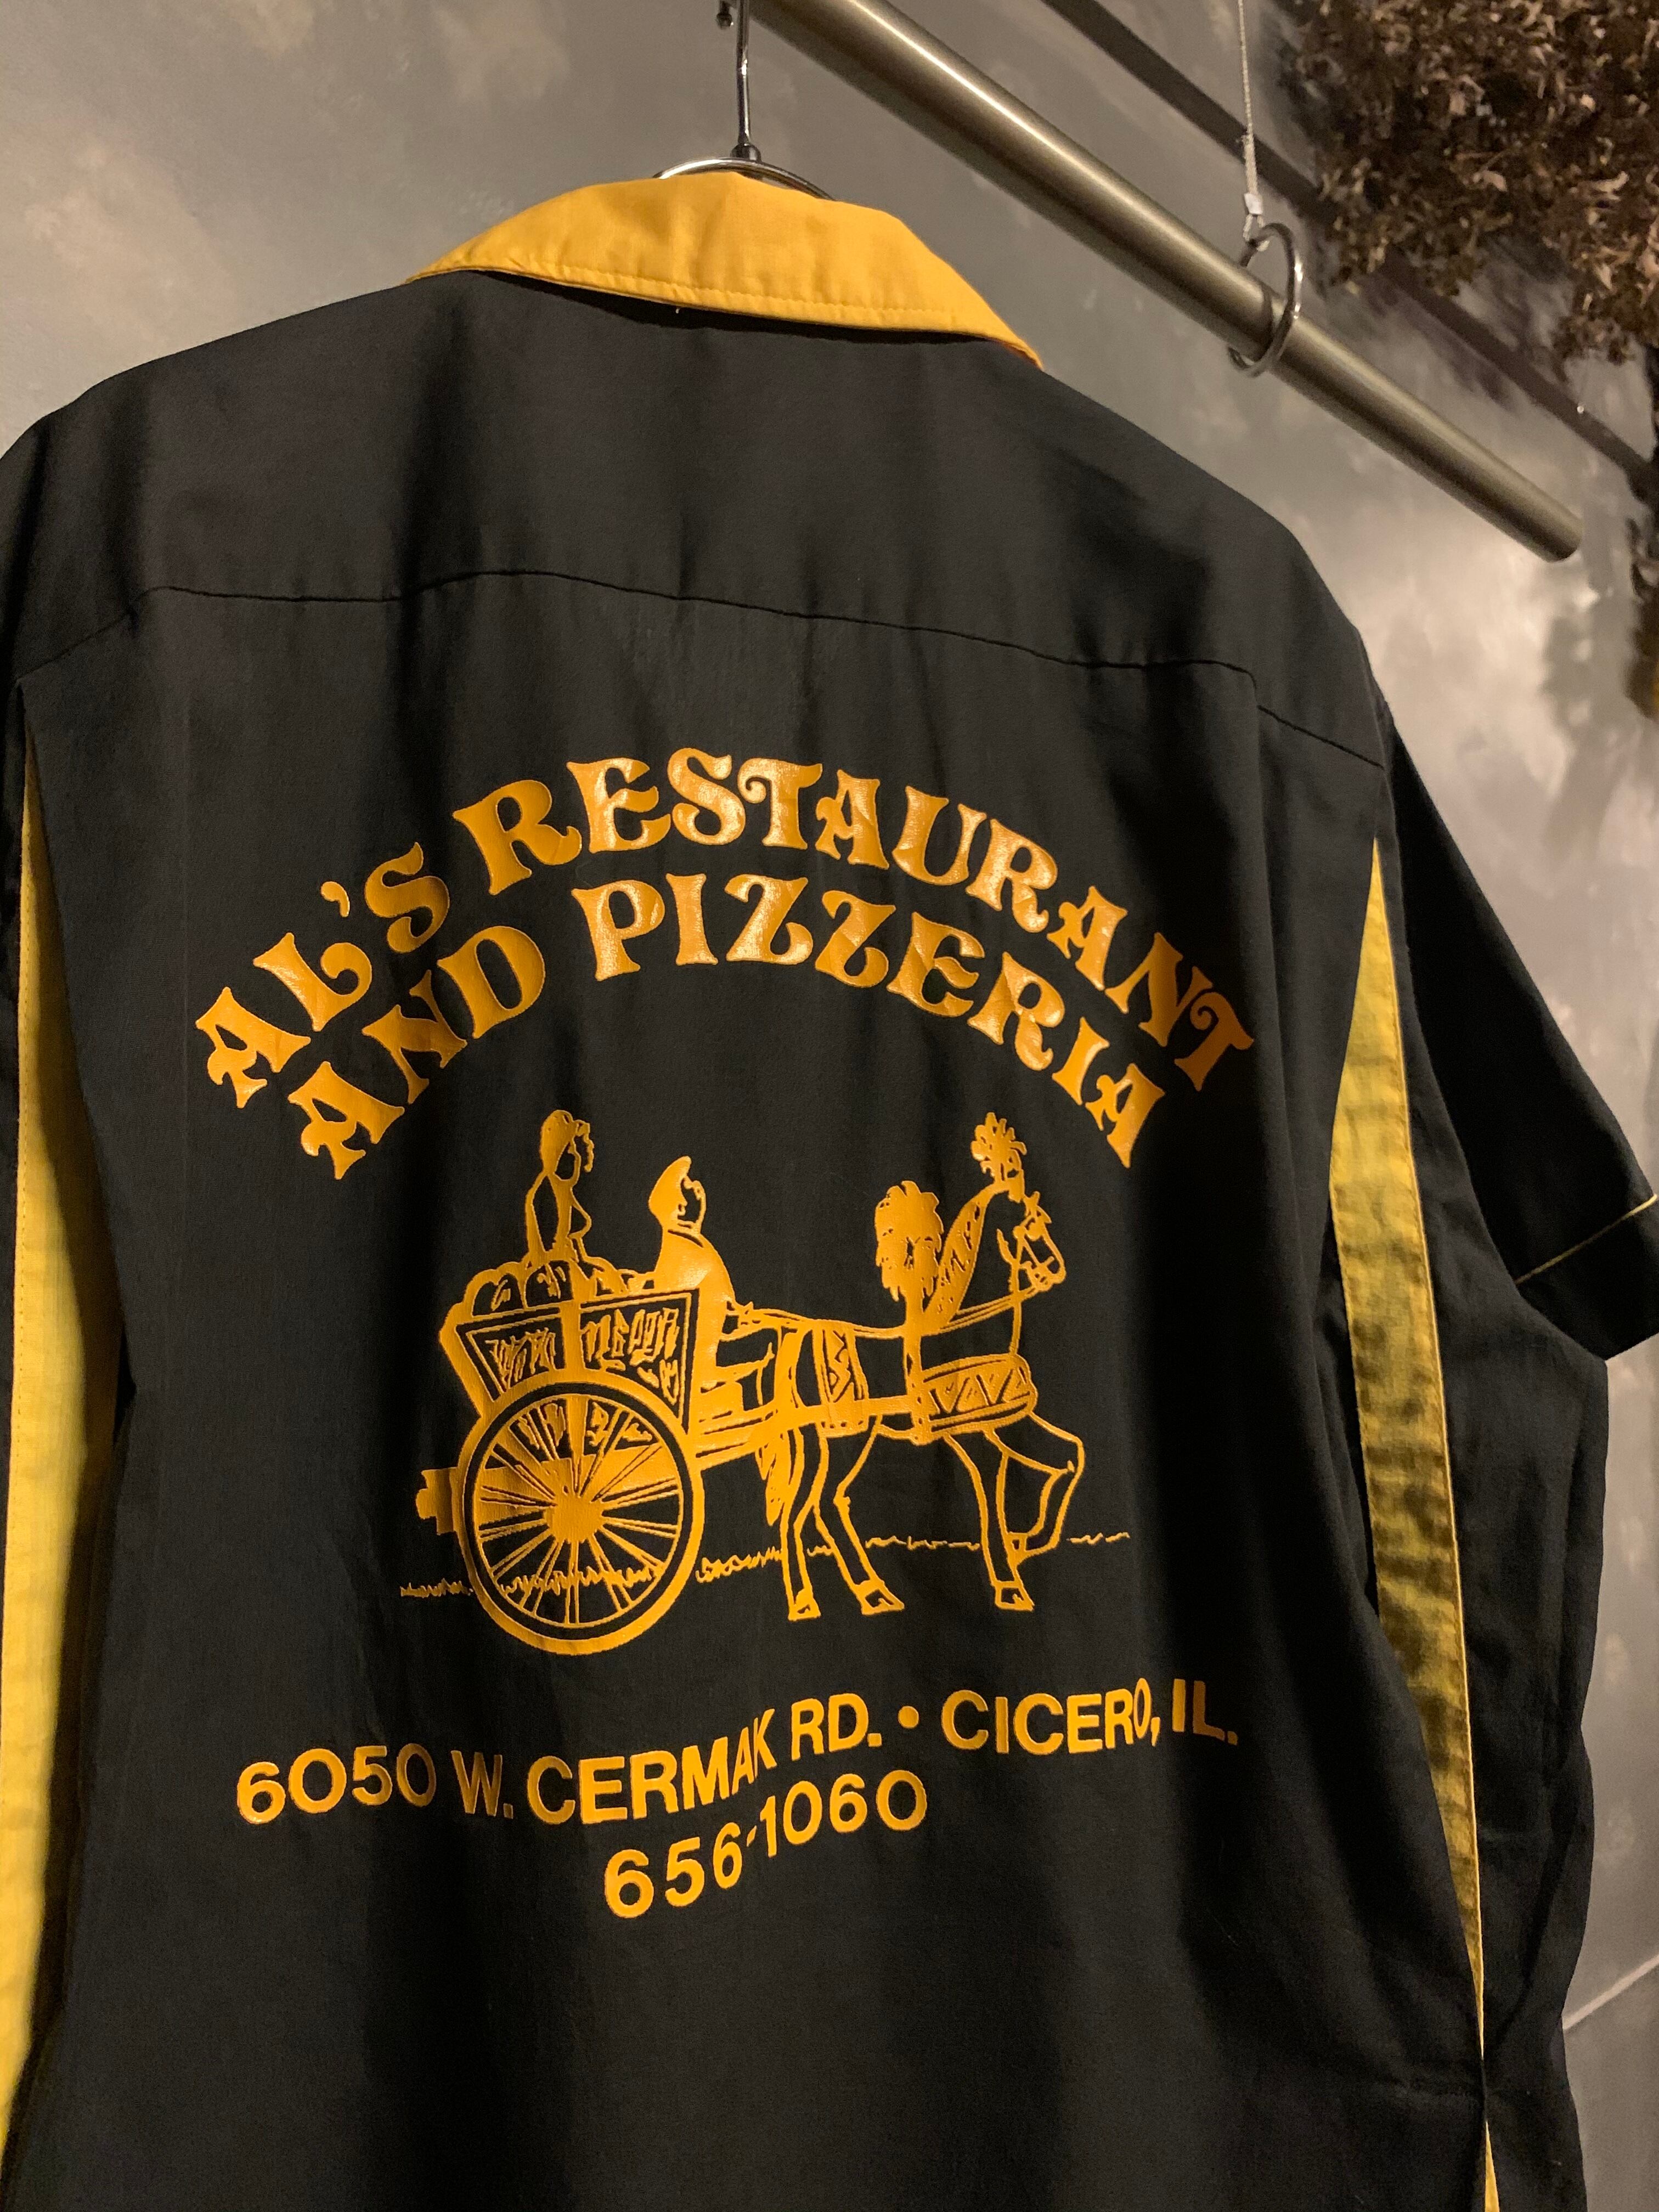 AL'S RESTAURANT
AND PIZZERIA
6050 W. CERMAK RD. • CICERO, IL.
656-1060